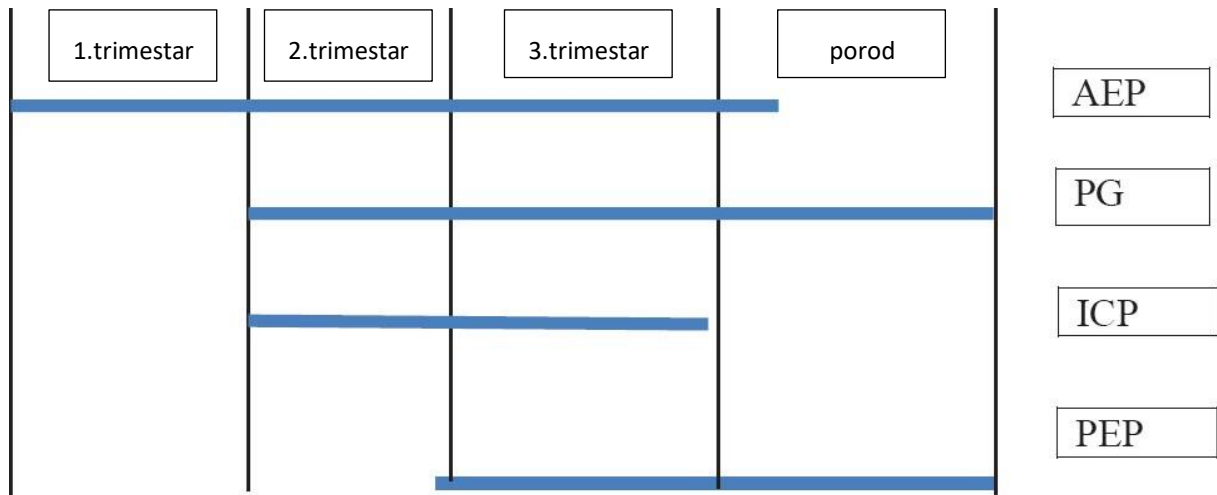 1.trimestar
2.trimestar
3.trimestar
porod
AEP
PG
ICP
PEP